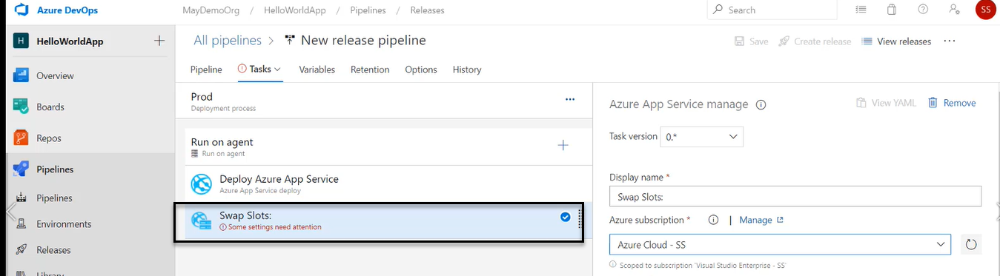 Azure DevOps
MayDemoOrg / HelloWorldApp / Pipelines / Releases
Search
SS
H HelloWorldApp
All pipelines > New release pipeline
Save
Create release
View releases
Overview
Boards
Repos
Pipelines
Pipelines
Environments
Releases
Library
Pipeline
Tasks
Variables
Retention
Options
History
Prod
Deployment process
Run on agent
Run on agent
Deploy Azure App Service
Azure App Service deploy
Swap Slots:
Some settings need attention
Azure App Service manage
View YAML
Remove
Task version 0.*
Display name *
Swap Slots:
Azure subscription * | Manage
Azure Cloud - SS
Scoped to subscription 'Visual Studio Enterprise - SS'